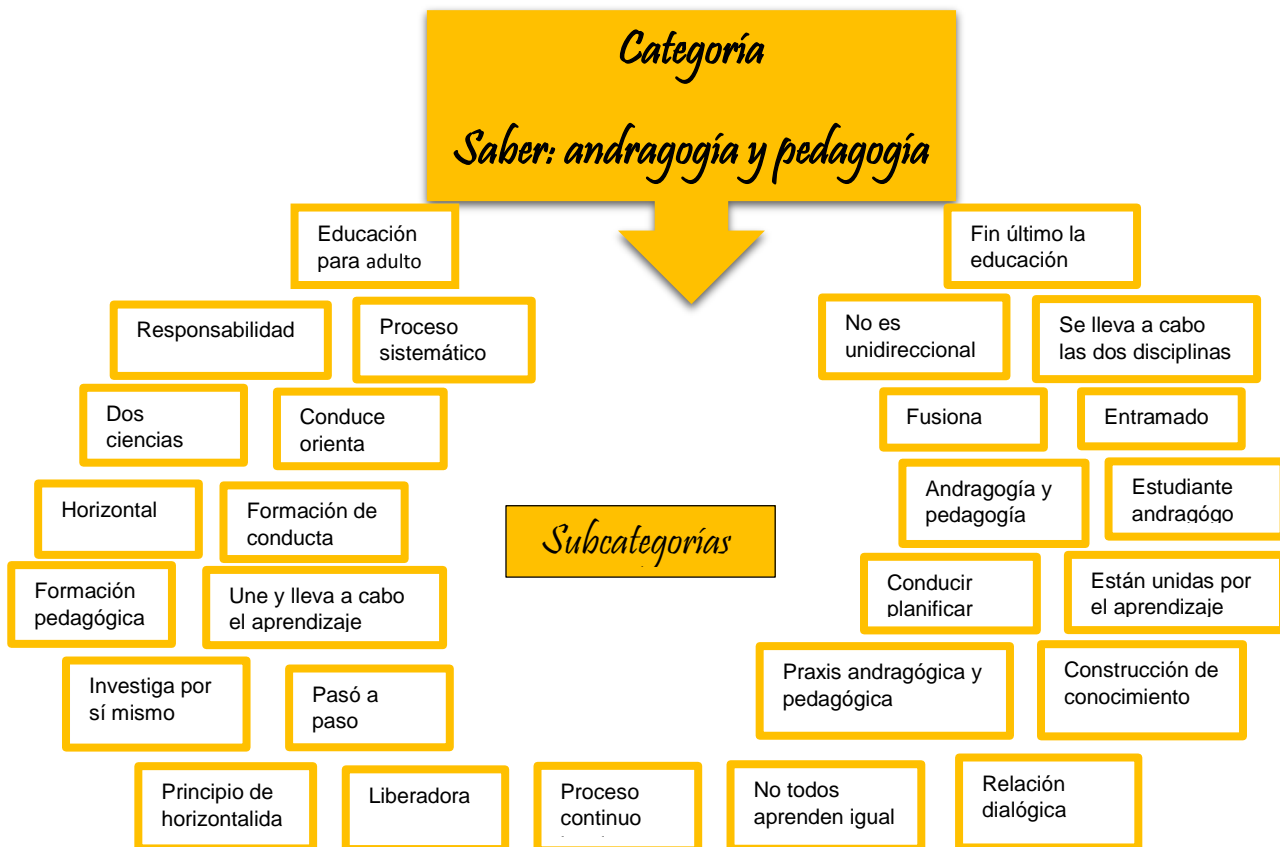 Categoría
Saber: andragogía y pedagogía
Educación
para adulto
Fin último la
educación
Responsabilidad
Proceso
sistemático
No es
unidireccional
Se lleva a cabo
las dos disciplinas
Dos
ciencias
Conduce
orienta
Fusiona
Entramado
Horizontal
Formación de
conducta
Subcategorías
Andragogía y
pedagogía
Estudiante
andragógo
Formación
pedagógica
Une y lleva a cabo
el aprendizaje
Conducir
planificar
Están unidas por
el aprendizaje
Investiga por
sí mismo
Pasó a
paso
Praxis andragógica y
pedagógica
Construcción de
conocimiento
Principio de
horizontalida
Liberadora
Proceso
continuo
No todos
aprenden igual
Relación
dialógica